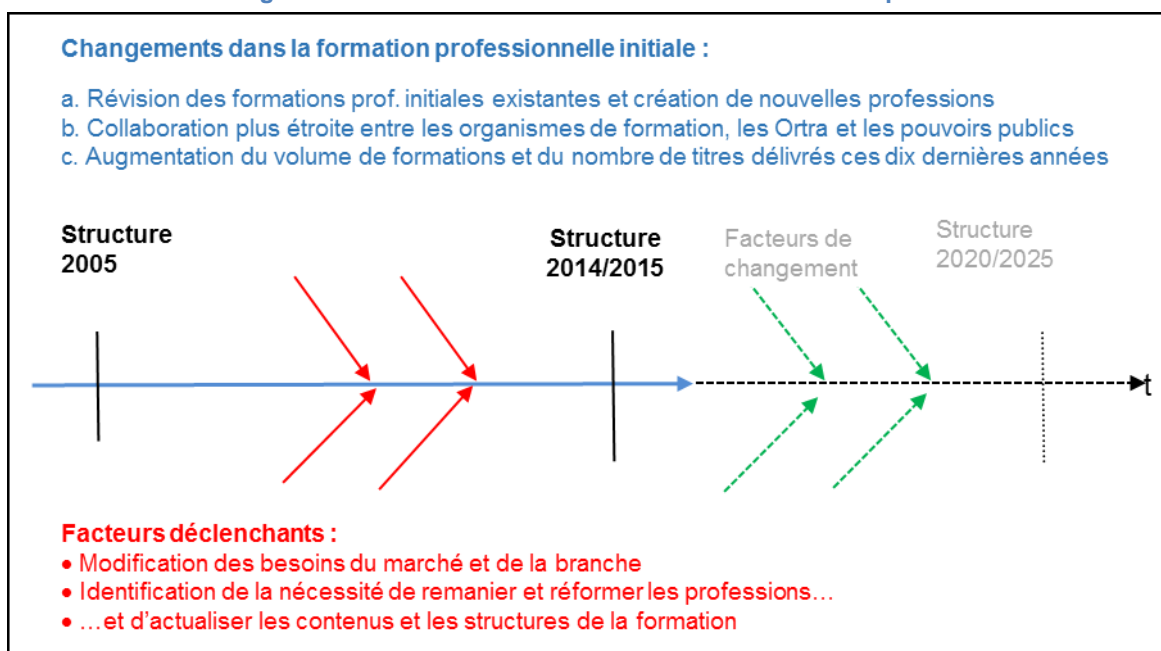 Changements dans la formation professionnelle initiale :
a. Révision des formations prof. initiales existantes et création de nouvelles professions
b. Collaboration plus étroite entre les organismes de formation, les Ortra et les pouvoirs publics
c. Augmentation du volume de formations et du nombre de titres délivrés ces dix dernières années
Structure
2005
Structure
2014/2015
Facteurs de
changement
Structure
2020/2025
t
Facteurs déclenchants :
• Modification des besoins du marché et de la branche
• Identification de la nécessité de remanier et réformer les professions…
• …et d’actualiser les contenus et les structures de la formation